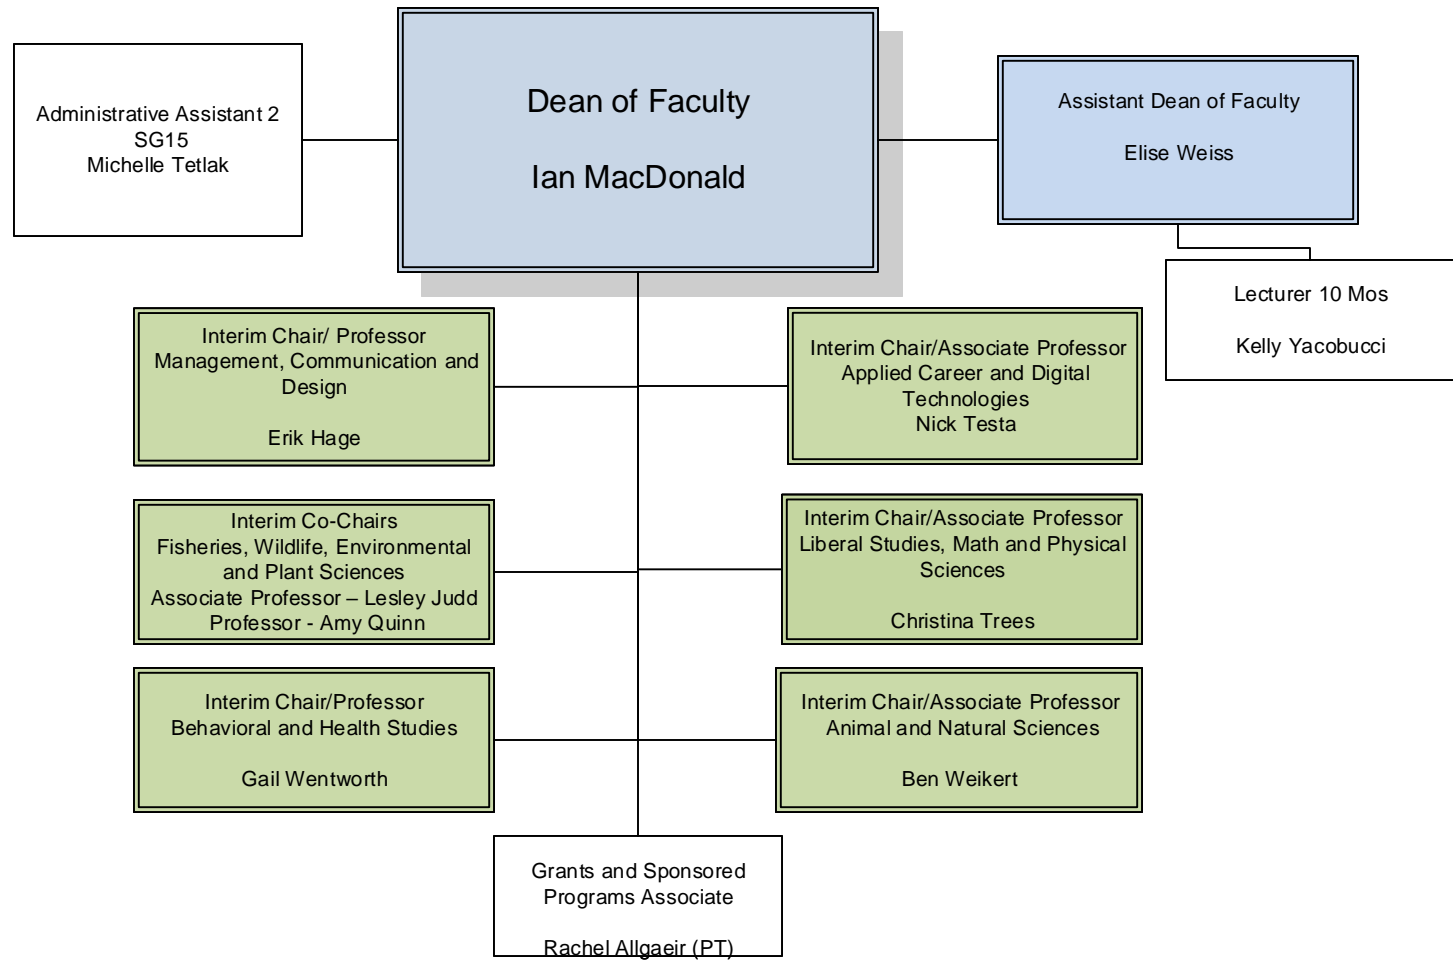 Administrative Assistant 2
SG15
Michelle Tetlak
Dean of Faculty
Ian MacDonald
Assistant Dean of Faculty
Elise Weiss
Lecturer 10 Mos
Kelly Yacobucci
Interim Chair/ Professor
Management, Communication and
Design
Erik Hage
Interim Chair/Associate Professor
Applied Career and Digital
Technologies
Nick Testa
Interim Co-Chairs
Fisheries, Wildlife, Environmental
and Plant Sciences
Associate Professor – Lesley Judd
Professor - Amy Quinn
Interim Chair/Associate Professor
Liberal Studies, Math and Physical
Sciences
Christina Trees
Interim Chair/Professor
Behavioral and Health Studies
Gail Wentworth
Interim Chair/Associate Professor
Animal and Natural Sciences
Ben Weikert
Grants and Sponsored
Programs Associate
Rachel Allgaeir (PT)